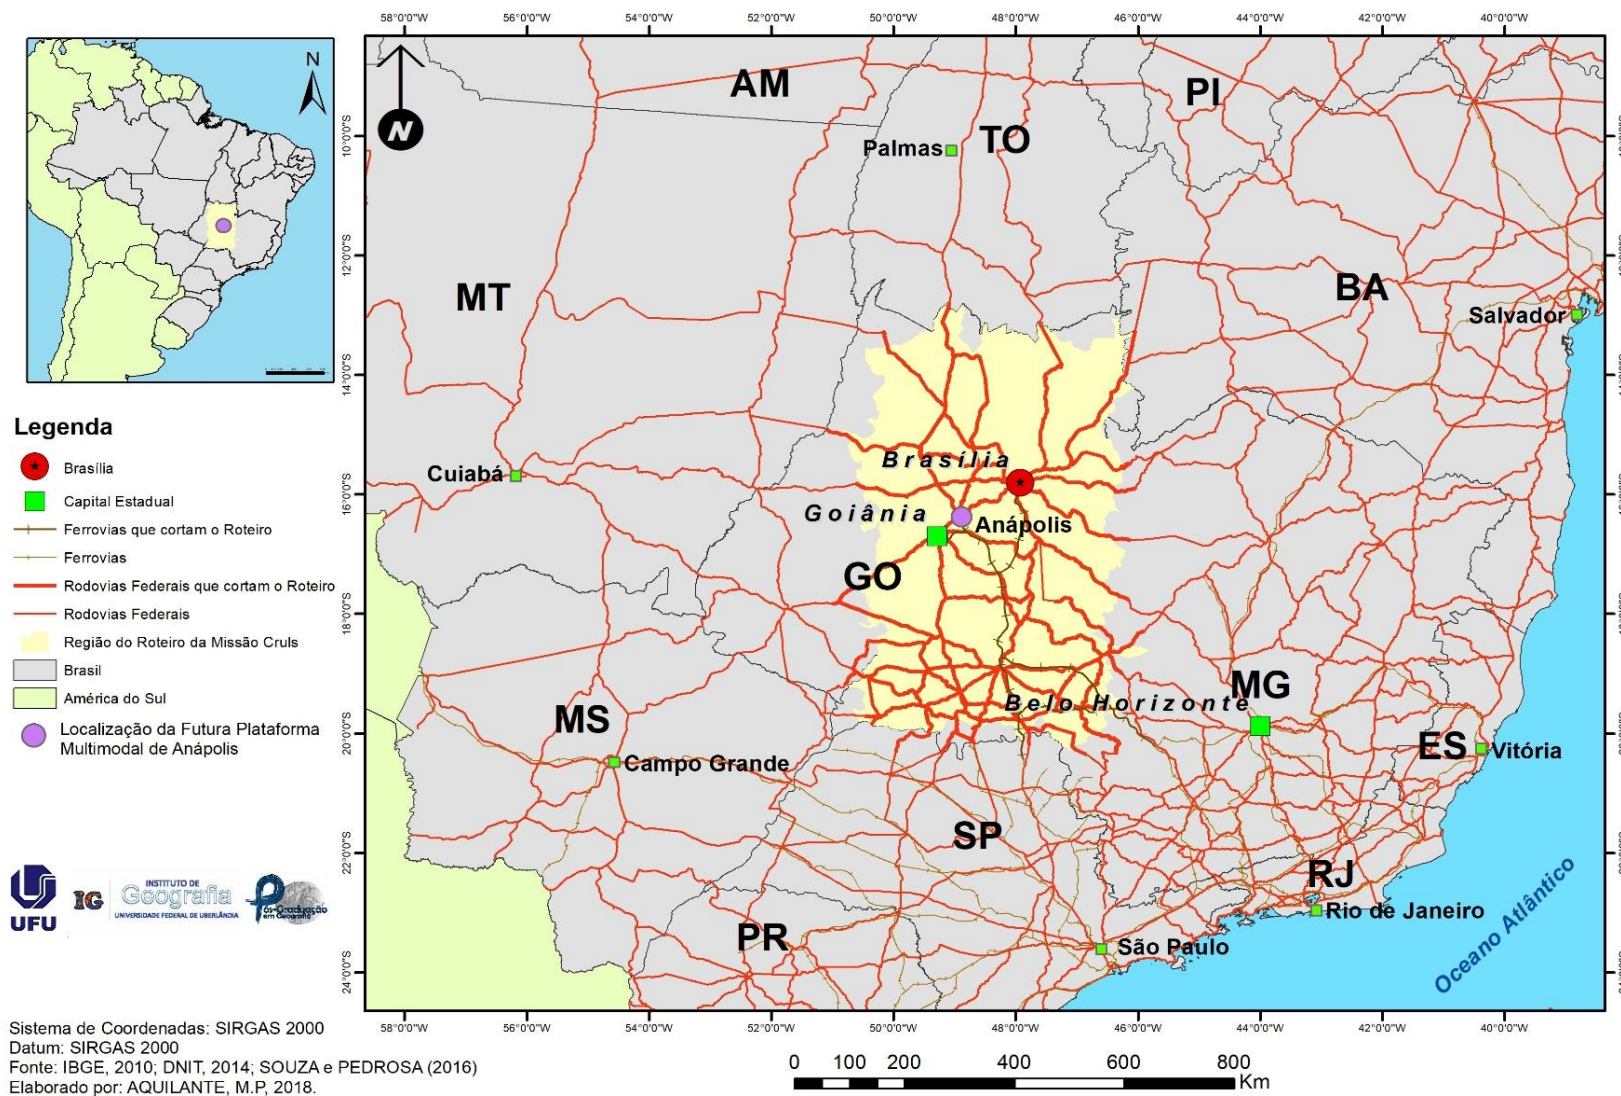 58°0'0"W 56°0'0"W 54°0'0"W 52°0'0"W 50°0'0"W 48°0'0"W 46°0'0"W 44°0'0"W 42°0'0"W 40°0'0"W
N
N
AM
PI
TO
Palmas
MT
BA
Salvador
Cuiabá
Brasília
Goiânia
Anápolis
GO
MG
Belo Horizonte
MS
ES
Vitória
Campo Grande
SP
RJ
Rio de Janeiro
PR
São Paulo
Oceano Atlântico
10°0'0"S
12°0'0"S
14°0'0"S
16°0'0"S
18°0'0"S
20°0'0"S
22°0'0"S
24°0'0"S
58°0'0"W 56°0'0"W 54°0'0"W 52°0'0"W 50°0'0"W 48°0'0"W 46°0'0"W 44°0'0"W 42°0'0"W 40°0'0"W
Legenda
Brasília
Capital Estadual
Ferrovias que cortam o Roteiro
Ferrovias
Rodovias Federais que cortam o Roteiro
Rodovias Federais
Região do Roteiro da Missão Cruls
Brasil
América do Sul
Localização da Futura Plataforma
Multimodal de Anápolis
UFU
IG
INSTITUTO DE
Geografia
UNIVERSIDADE FEDERAL DE UBERLÂNDIA
Pós-Graduação
em Geografia
Sistema de Coordenadas: SIRGAS 2000
Datum: SIRGAS 2000
Fonte: IBGE, 2010; DNIT, 2014; SOUZA e PEDROSA (2016)
Elaborado por: AQUILANTE, M.P, 2018.
0 100 200 400 600 800
Km